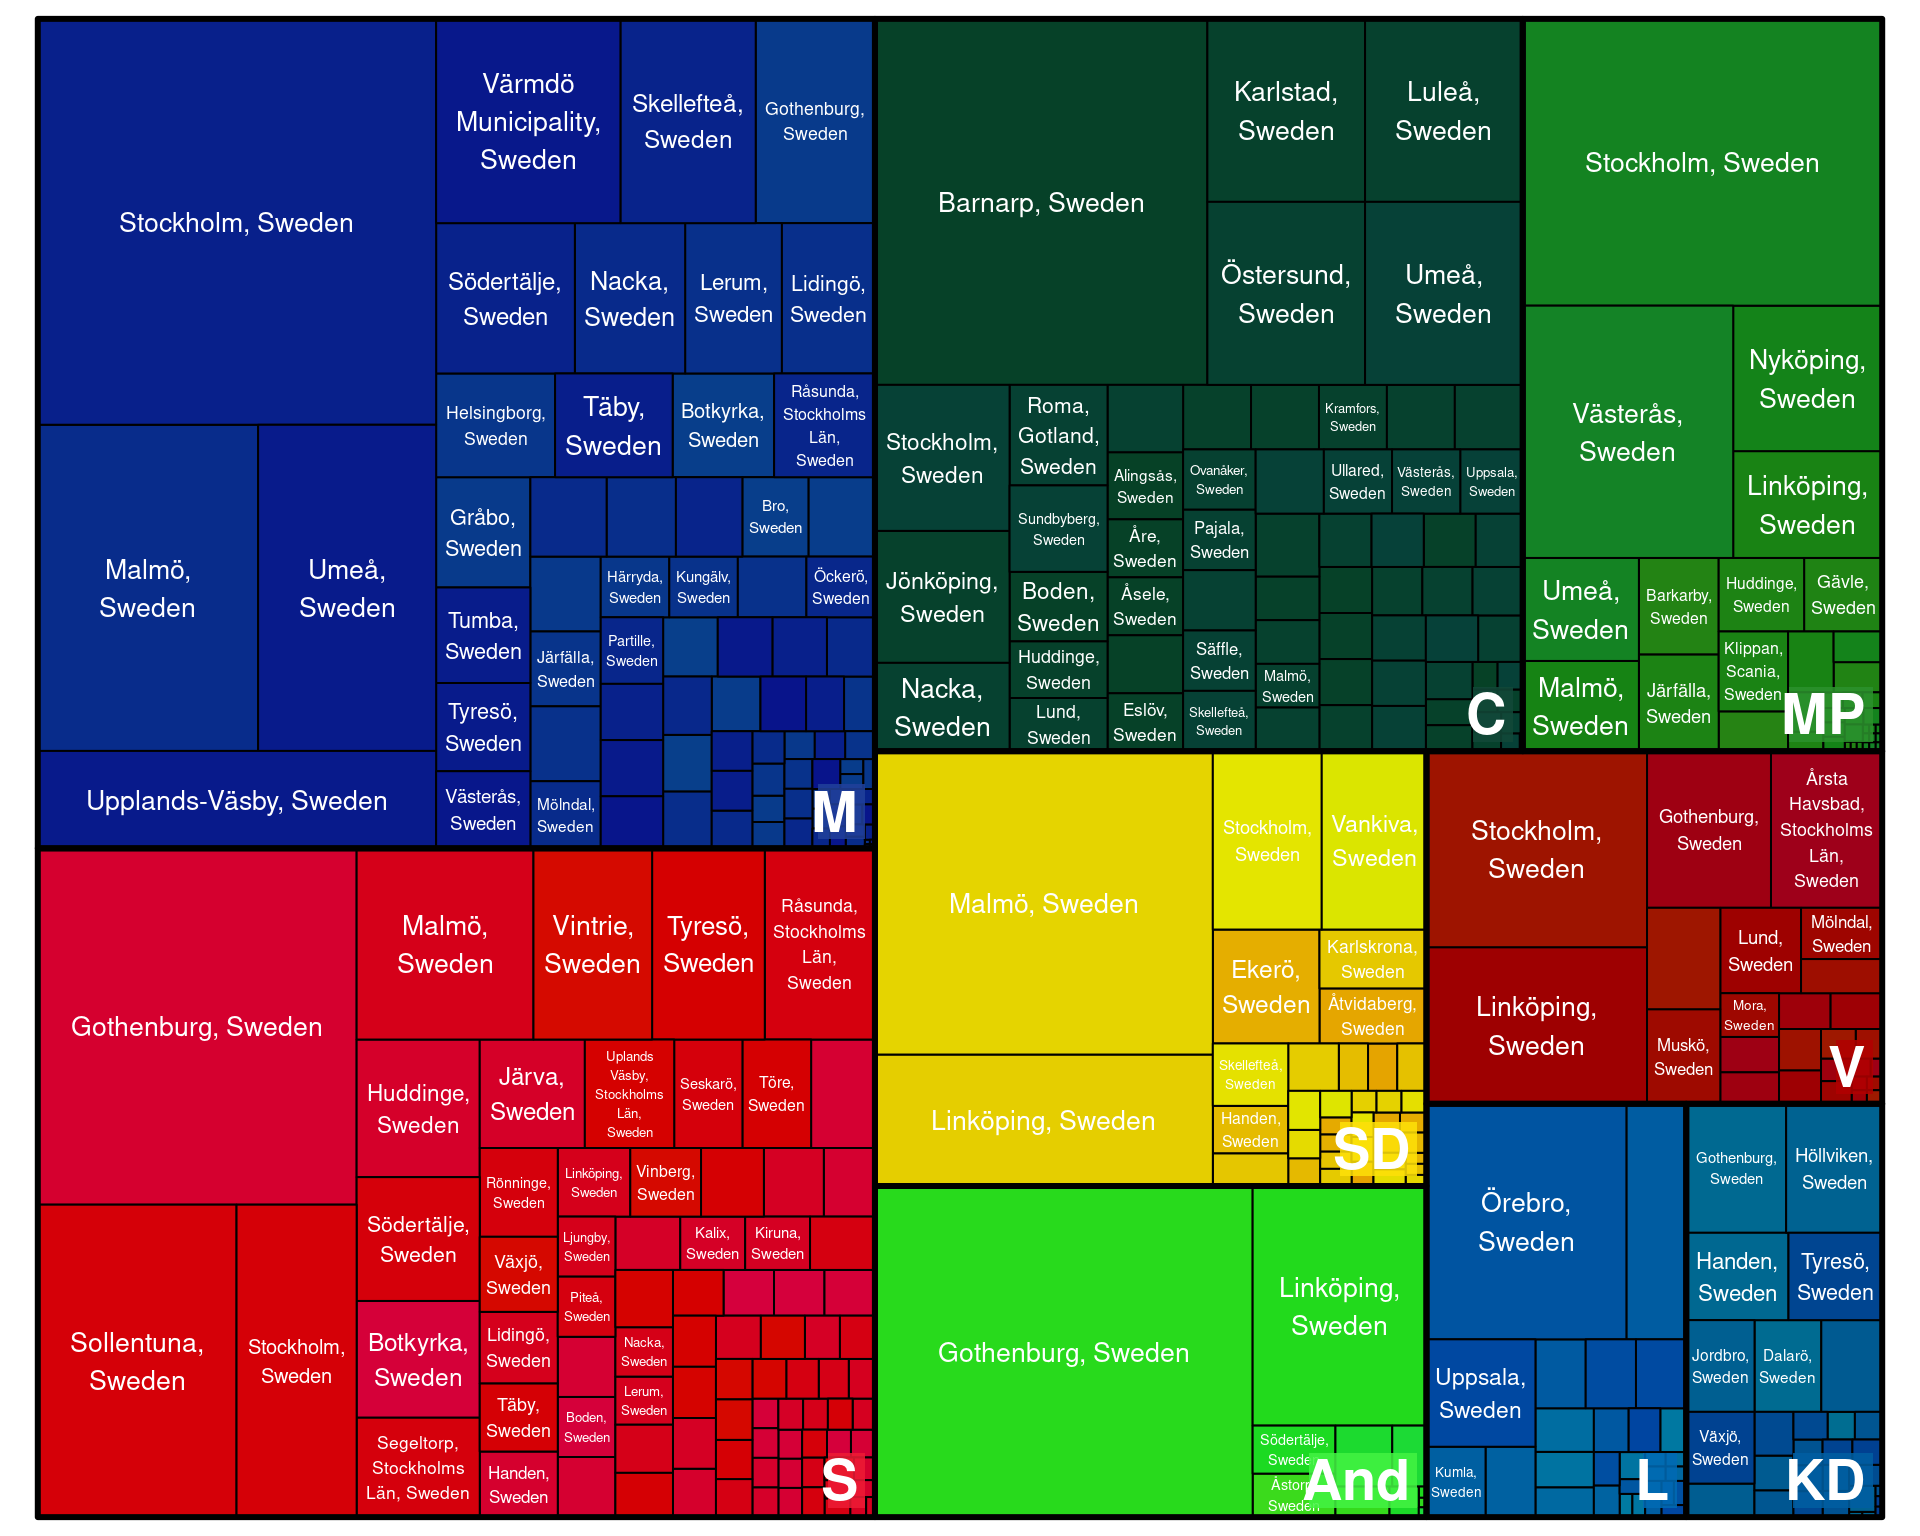 Stockholm, Sweden
Värmdö
Municipality,
Sweden
Skellefteå,
Sweden
Gothenburg,
Sweden
Södertälje,
Sweden
Nacka,
Sweden
Lerum,
Sweden
Lidingö,
Sweden
Helsingborg,
Sweden
Täby,
Sweden
Botkyrka,
Sweden
Råsunda,
Stockholms
Län,
Sweden
Malmö,
Sweden
Umeå,
Sweden
Upplands-Väsby, Sweden
Gråbo,
Sweden
Bro,
Sweden
Tumba,
Sweden
Härryda,
Sweden
Kungälv,
Sweden
Öckerö,
Sweden
Järfälla,
Sweden
Partille,
Sweden
Tyresö,
Sweden
Västerås,
Sweden
Mölndal,
Sweden
M
Barnarp, Sweden
Karlstad,
Sweden
Luleå,
Sweden
Östersund,
Sweden
Umeå,
Sweden
Stockholm,
Sweden
Roma,
Gotland,
Sweden
Jönköping,
Sweden
Nacka,
Sweden
Sundbyberg,
Sweden
Boden,
Sweden
Huddinge,
Sweden
Lund,
Sweden
Alingsås,
Sweden
Åre,
Sweden
Åsele,
Sweden
Eslöv,
Sweden
Kramfors,
Sweden
Ovanåker,
Sweden
Ullared,
Sweden
Västerås,
Sweden
Uppsala,
Sweden
Pajala,
Sweden
Säffle,
Sweden
Skellefteå,
Sweden
Malmö,
Sweden
C
Stockholm, Sweden
Västerås,
Sweden
Nyköping,
Sweden
Linköping,
Sweden
Umeå,
Sweden
Malmö,
Sweden
Barkarby,
Sweden
Järfälla,
Sweden
Huddinge,
Sweden
Gävle,
Sweden
Klippan,
Scania,
Sweden
MP
Gothenburg, Sweden
Malmö,
Sweden
Vintrie,
Sweden
Tyresö,
Sweden
Råsunda,
Stockholms
Län,
Sweden
Sollentuna,
Sweden
Stockholm,
Sweden
Huddinge,
Sweden
Södertälje,
Sweden
Botkyrka,
Sweden
Segeltorp,
Stockholms
Län, Sweden
Järva,
Sweden
Uplands
Väsby,
Stockholms
Län,
Sweden
Seskarö,
Sweden
Töre,
Sweden
Rönninge,
Sweden
Växjö,
Sweden
Lidingö,
Sweden
Täby,
Sweden
Handen,
Sweden
Linköping,
Sweden
Vinberg,
Sweden
Ljungby,
Sweden
Kalix,
Sweden
Kiruna,
Sweden
Piteå,
Sweden
Boden,
Sweden
Nacka,
Sweden
Lerum,
Sweden
S
Malmö, Sweden
Linköping, Sweden
Stockholm,
Sweden
Vankiva,
Sweden
Ekerö,
Sweden
Karlskrona,
Sweden
Åtvidaberg,
Sweden
Skellefteå,
Sweden
Handen,
Sweden
SD
Gothenburg, Sweden
Linköping,
Sweden
Södertälje,
Sweden
Åstorp,
Sweden
And
Stockholm,
Sweden
Linköping,
Sweden
Gothenburg,
Sweden
Årsta
Havsbad,
Stockholms
Län,
Sweden
Lund,
Sweden
Mölndal,
Sweden
Mora,
Sweden
Muskö,
Sweden
V
Örebro,
Sweden
Uppsala,
Sweden
Kumla,
Sweden
L
Gothenburg,
Sweden
Höllviken,
Sweden
Handen,
Sweden
Tyresö,
Sweden
Jordbro,
Sweden
Dalarö,
Sweden
Växjö,
Sweden
KD